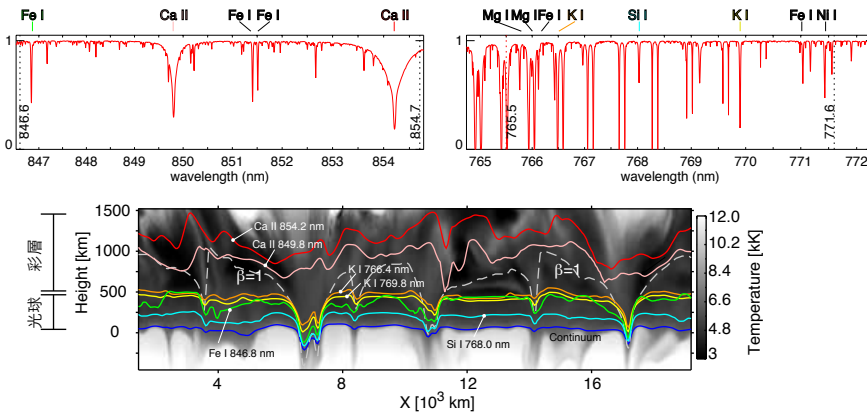 Fe I Ca II Fe I Fe I Ca II
Mg I Mg I Fe I K I Si I K I Fe I Ni I
1
0
846.6
854.7
847 848 849 850 851 852 853 854
wavelength (nm)
1
0
765.5
771.6
765 766 767 768 769 770 771 772
wavelength (nm)
彩層
光球
Height [km]
1500
1000
500
0
Ca II 854.2 nm
Ca II 849.8 nm
β=1
K I 766.4 nm
K I 769.8 nm
β=1
Fe I 846.8 nm
Si I 768.0 nm
Continuum
4 8 12 16
X [10³ km]
12.0
10.2
8.4
6.6
4.8
3
Temperature [kK]